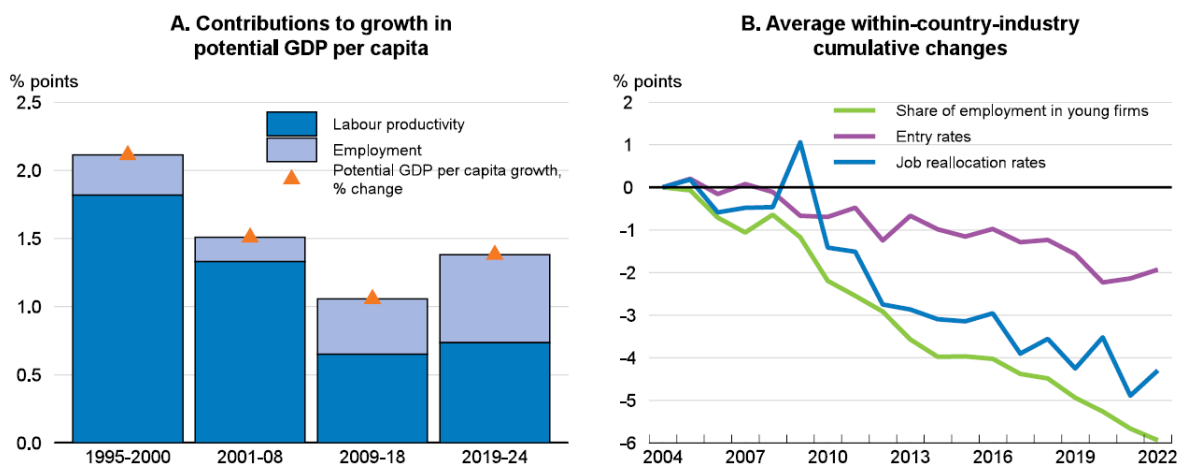 A. Contributions to growth in
potential GDP per capita
% points
2.5
2.0
1.5
1.0
0.5
0.0
Labour productivity
Employment
Potential GDP per capita growth,
% change
1995-2000
2001-08
2009-18
2019-24
B. Average within-country-industry
cumulative changes
% points
2
1
0
-1
-2
-3
-4
-5
-6
Share of employment in young firms
Entry rates
Job reallocation rates
2004
2007
2010
2013
2016
2019
2022